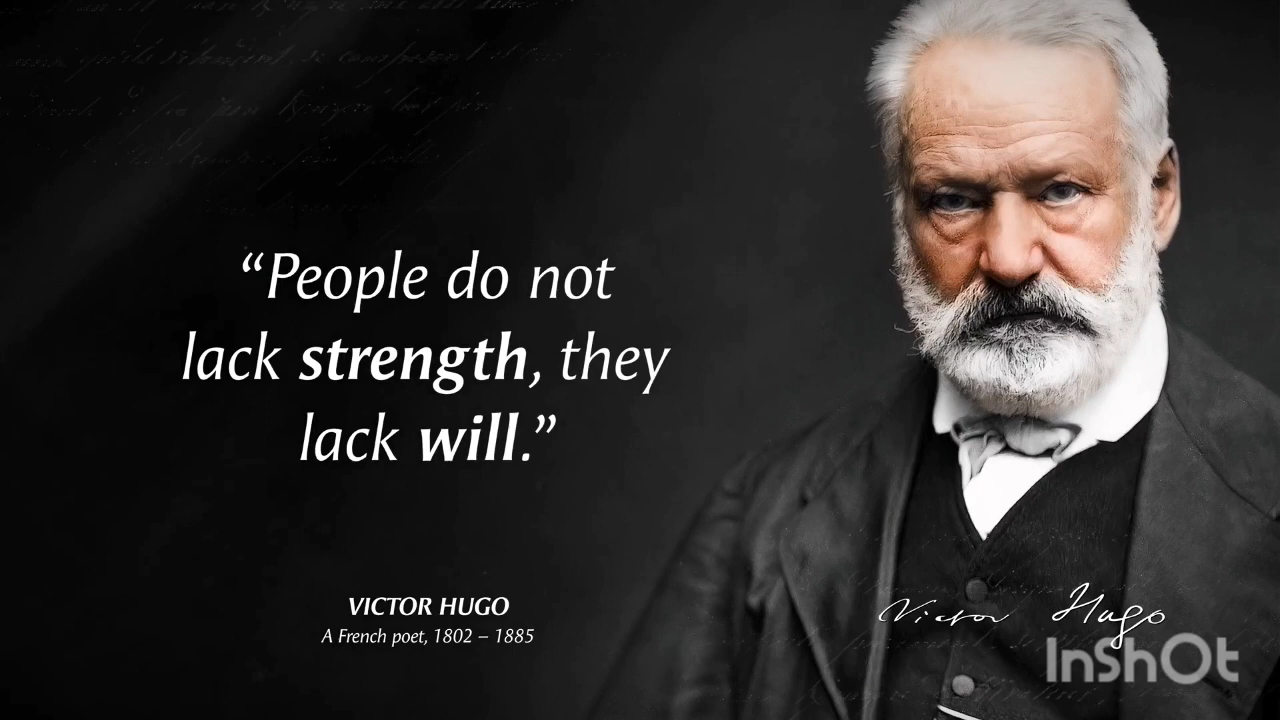 “People do not
lack strength, they
lack will.”
VICTOR HUGO
A French poet, 1802 – 1885
Victor Hugo
InShOt